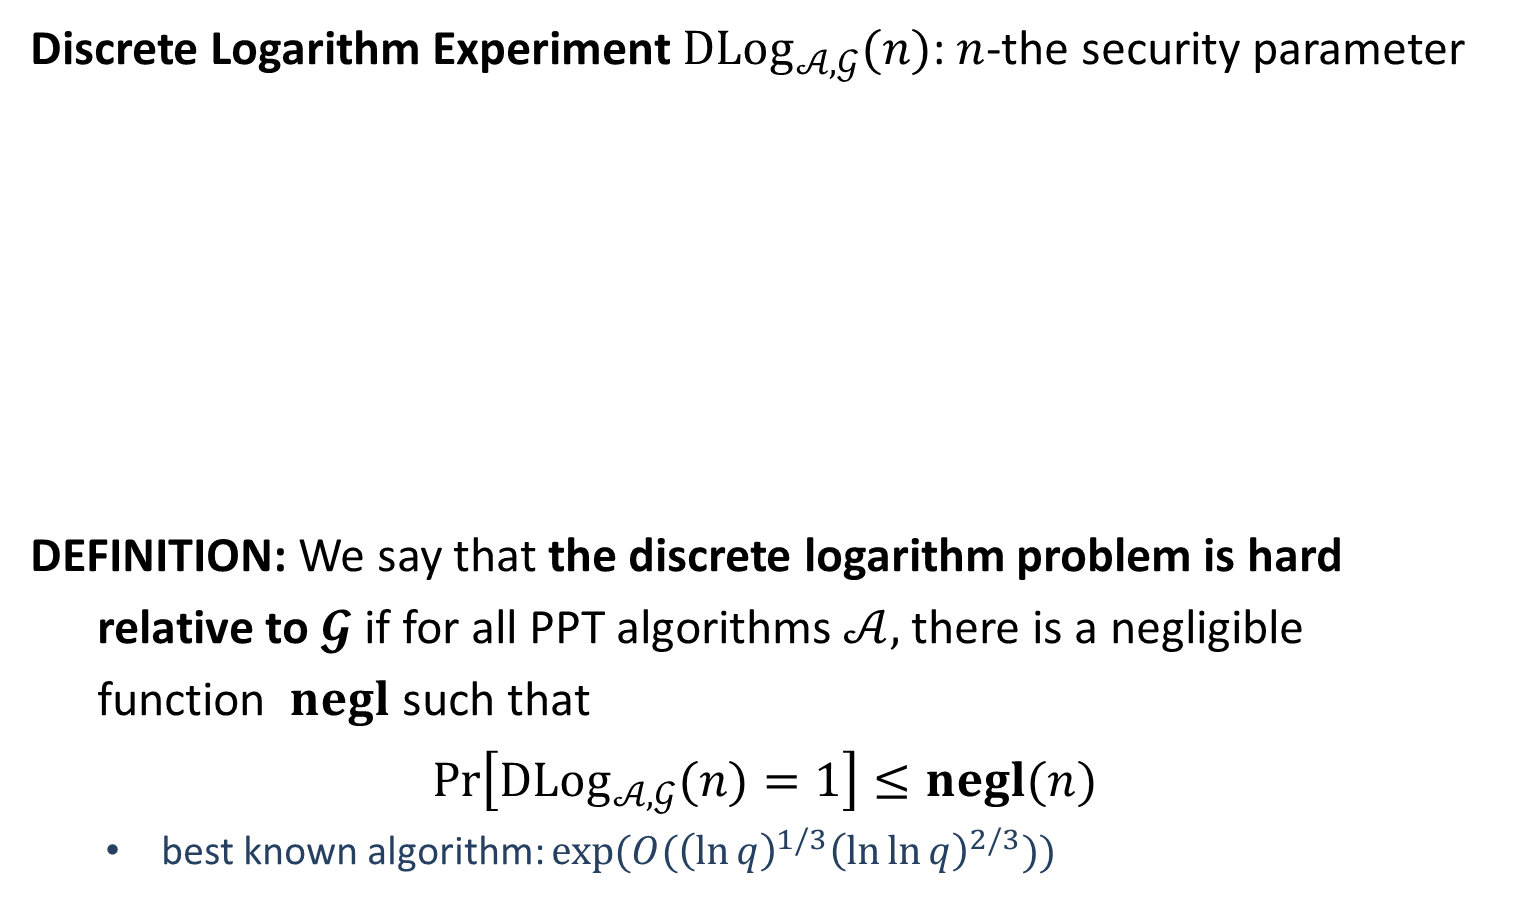 Discrete Logarithm Experiment DLog_{𝒜,𝒢}(n): n-the security parameter
DEFINITION: We say that the discrete logarithm problem is hard
relative to 𝒢 if for all PPT algorithms 𝒜, there is a negligible
function negl such that
Pr[DLog_{𝒜,𝒢}(n) = 1] ≤ negl(n)
• best known algorithm: exp(O((ln q)^{1/3}(ln ln q)^{2/3}))